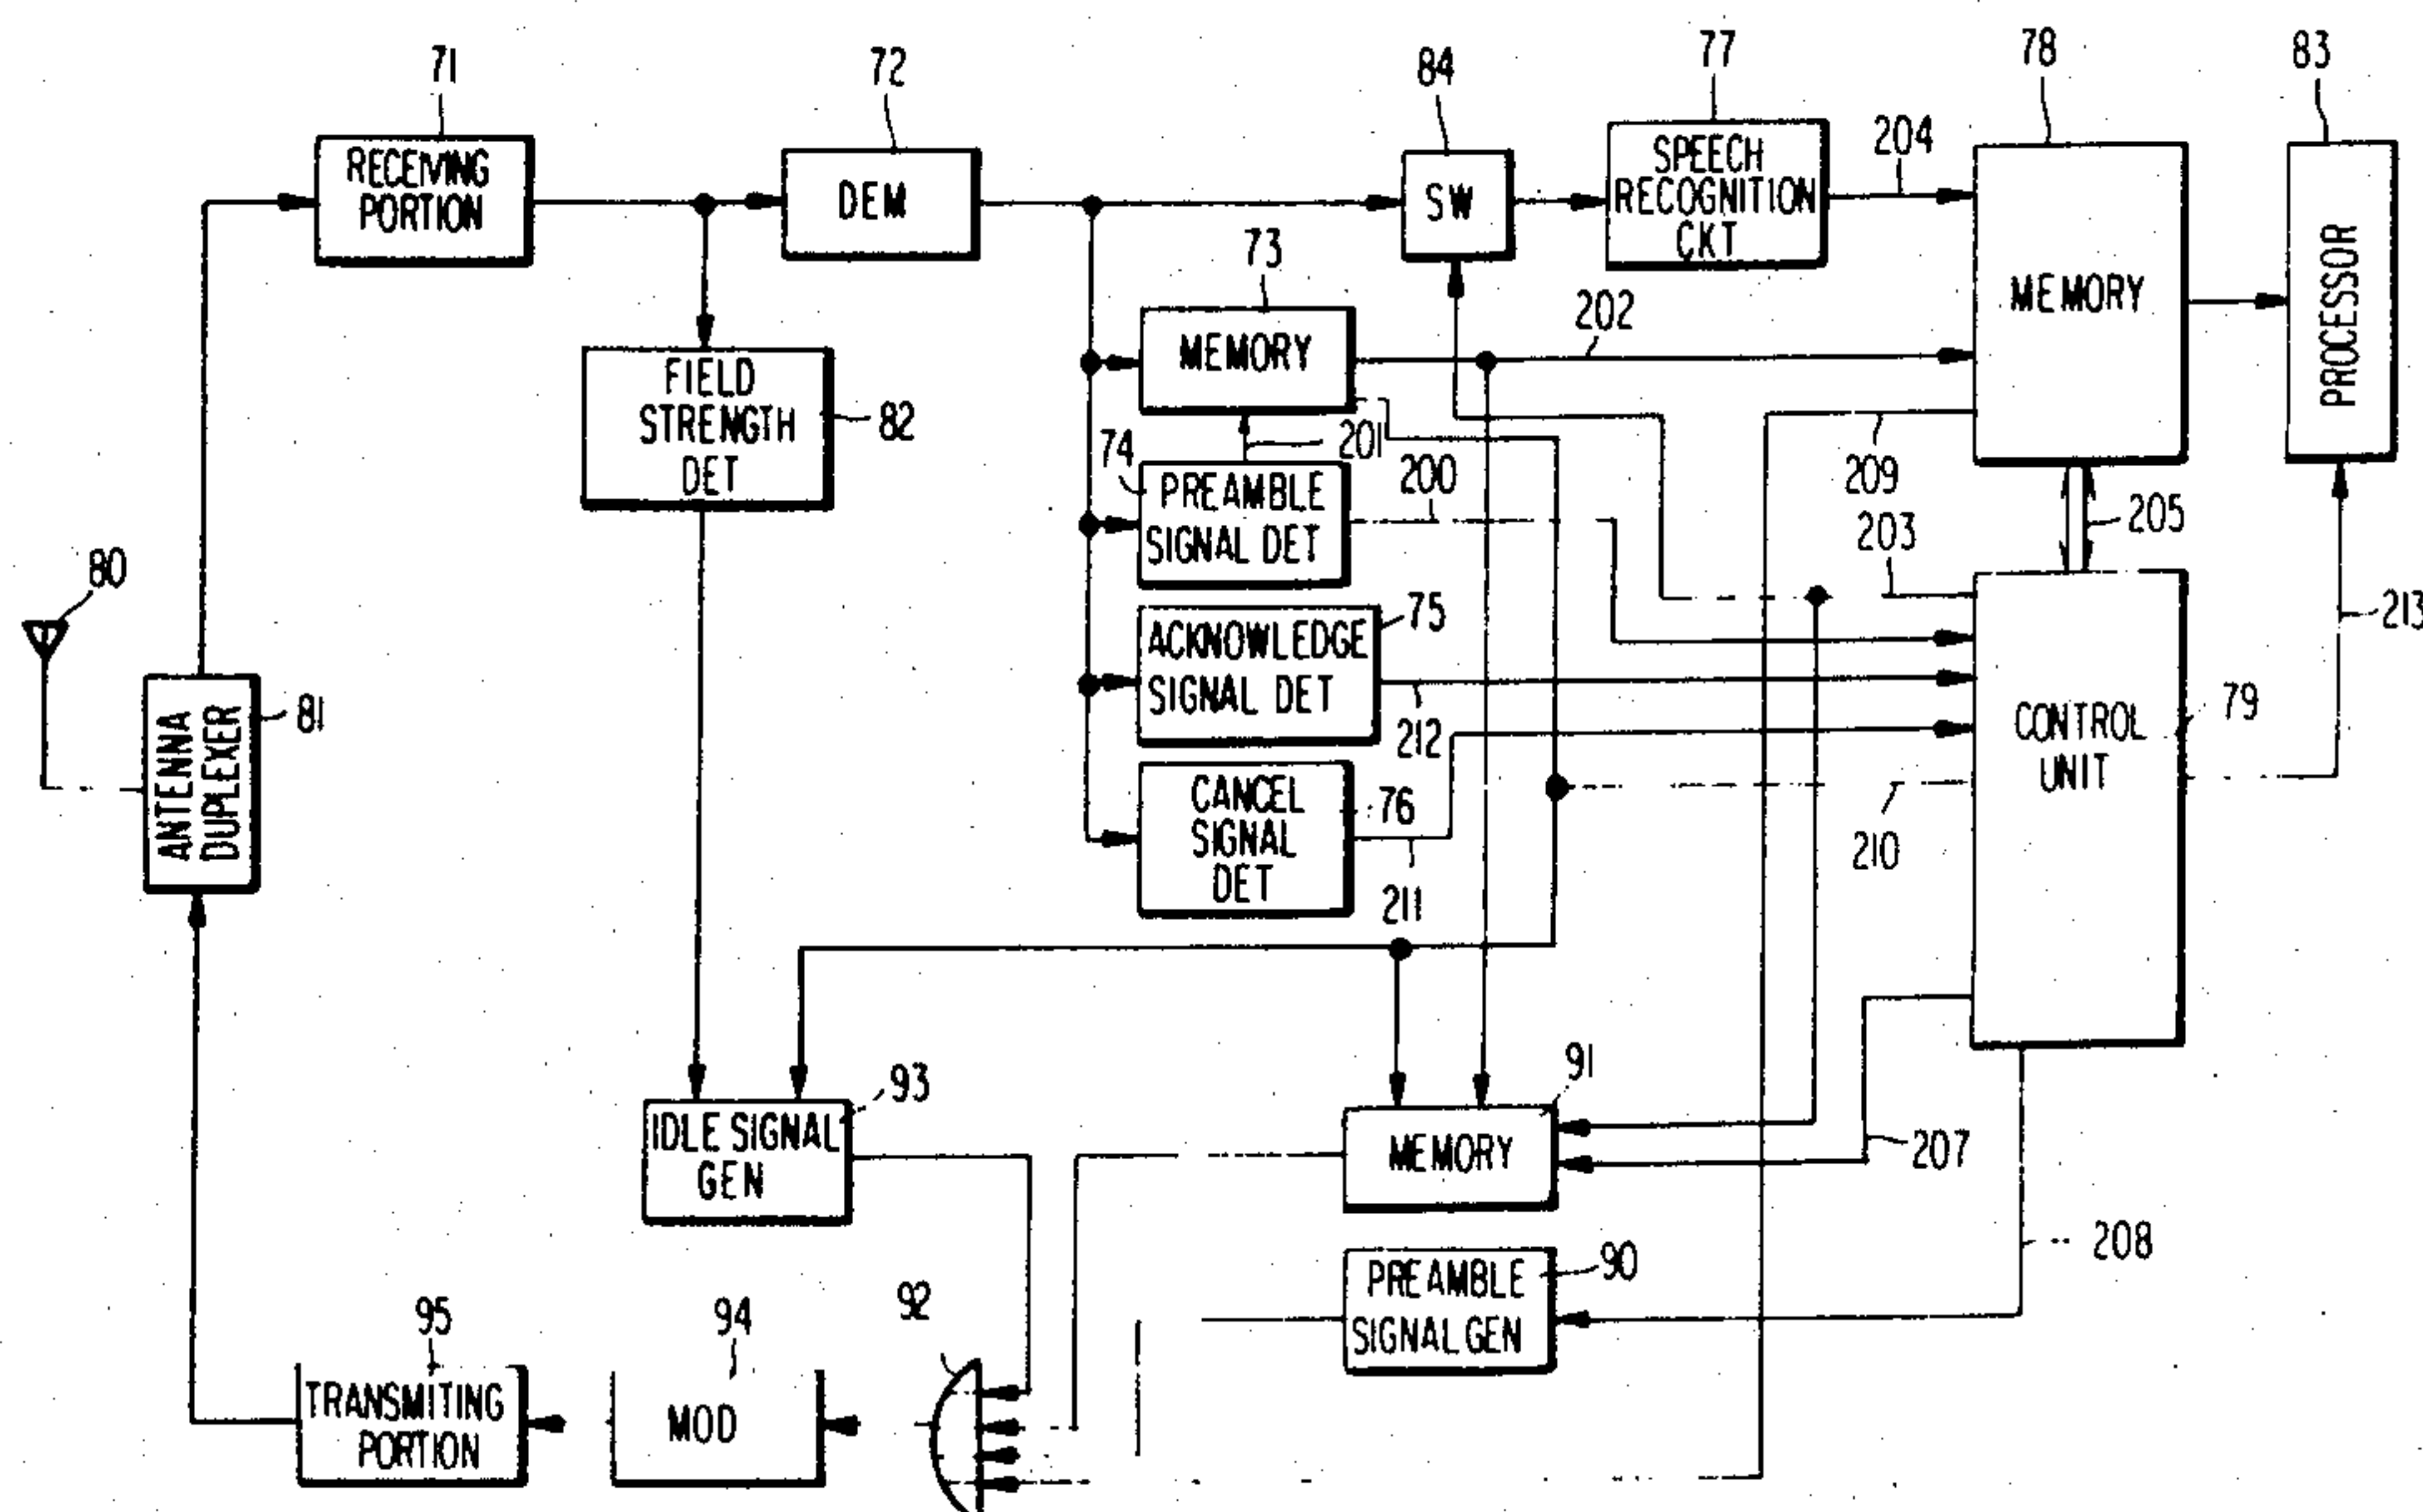 71
72
84
77
78
83
RECEIVING
PORTION
DEM
SW
SPEECH
RECOGNITION
CKT
204
MEMORY
PROCESSOR
73
MEMORY
202
FIELD
STRENGTH
DET
82
74
201
200
209
PREAMBLE
SIGNAL DET
203
205
80
75
ACKNOWLEDGE
SIGNAL DET
213
81
ANTENNA
DUPLEXER
212
CONTROL
UNIT
79
CANCEL
SIGNAL
DET
76
210
211
93
91
IDLE SIGNAL
GEN
MEMORY
207
208
90
PREAMBLE
SIGNAL GEN
95
94
92
TRANSMITING
PORTION
MOD